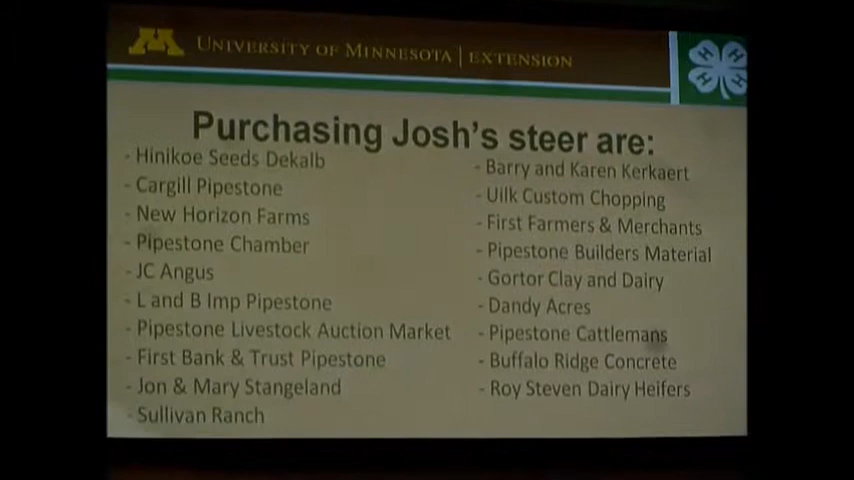 M UNIVERSITY OF MINNESOTA | EXTENSION
H H H H
Purchasing Josh's steer are:
- Hinikoe Seeds Dekalb
- Cargill Pipestone
- New Horizon Farms
- Pipestone Chamber
- JC Angus
- L and B Imp Pipestone
- Pipestone Livestock Auction Market
- First Bank & Trust Pipestone
- Jon & Mary Stangeland
- Sullivan Ranch
- Barry and Karen Kerkaert
- Uilk Custom Chopping
- First Farmers & Merchants
- Pipestone Builders Material
- Gortor Clay and Dairy
- Dandy Acres
- Pipestone Cattlemans
- Buffalo Ridge Concrete
- Roy Steven Dairy Heifers